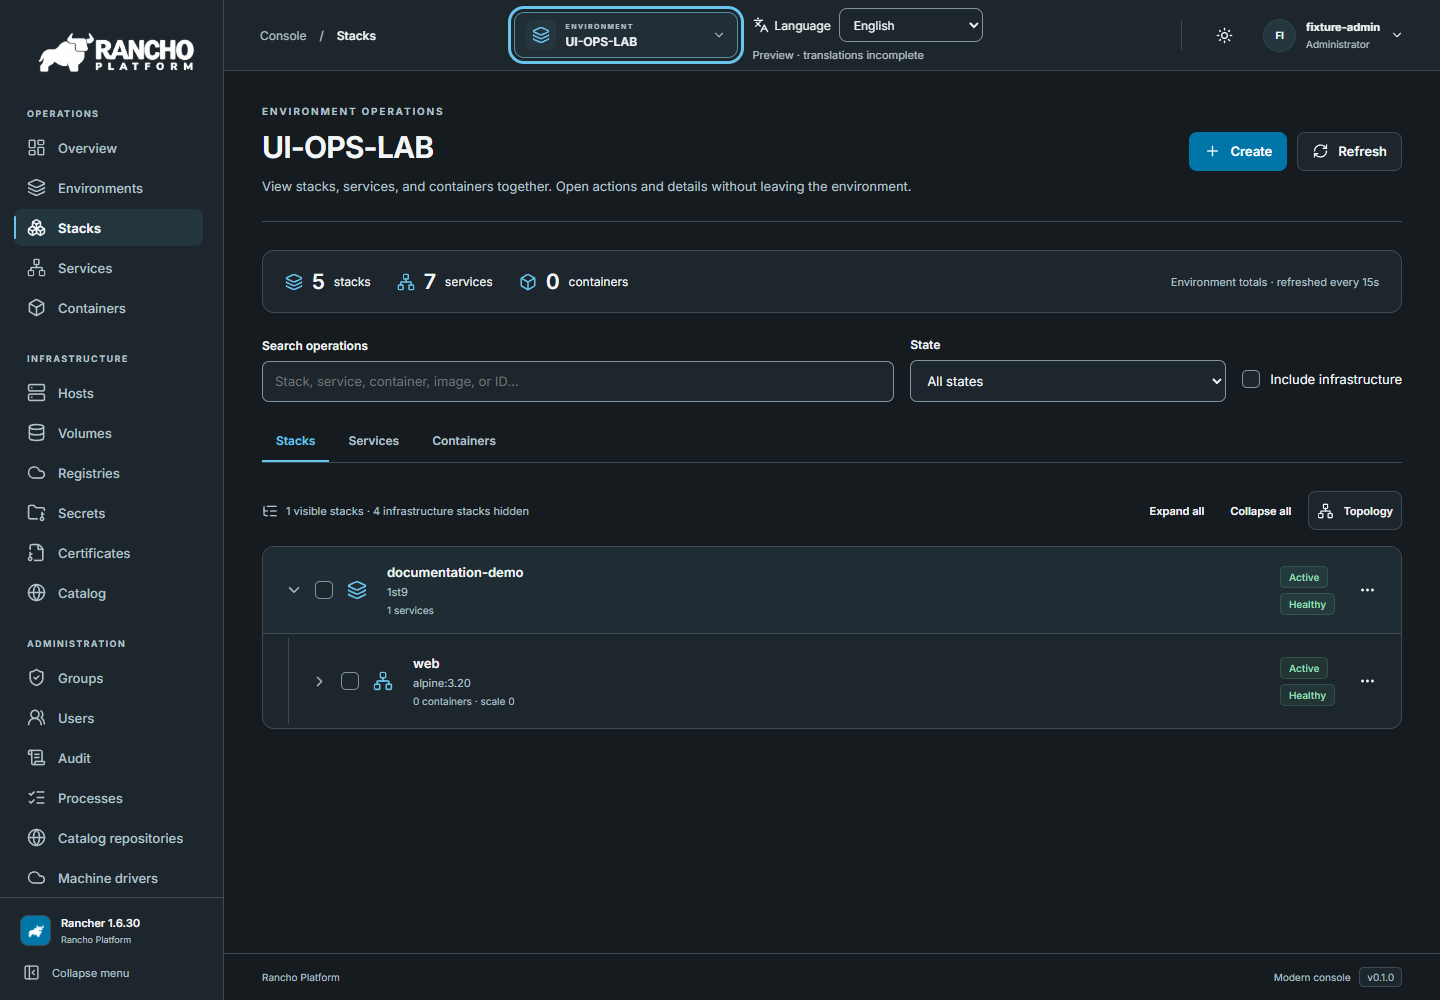 RANCHO
PLATFORM
OPERATIONS
Overview
Environments
Stacks
Services
Containers
INFRASTRUCTURE
Hosts
Volumes
Registries
Secrets
Certificates
Catalog
ADMINISTRATION
Groups
Users
Audit
Processes
Catalog repositories
Machine drivers
Rancher 1.6.30
Rancho Platform
Collapse menu
Console / Stacks
ENVIRONMENT
UI-OPS-LAB
Language English
Preview · translations incomplete
FI
fixture-admin
Administrator
ENVIRONMENT OPERATIONS
UI-OPS-LAB
View stacks, services, and containers together. Open actions and details without leaving the environment.
Create
Refresh
5 stacks 7 services 0 containers
Environment totals · refreshed every 15s
Search operations
Stack, service, container, image, or ID...
State
All states
Include infrastructure
Stacks Services Containers
1 visible stacks · 4 infrastructure stacks hidden
Expand all Collapse all Topology
documentation-demo
1st9
1 services
Active
Healthy
web
alpine:3.20
0 containers · scale 0
Active
Healthy
Rancho Platform
Modern console v0.1.0